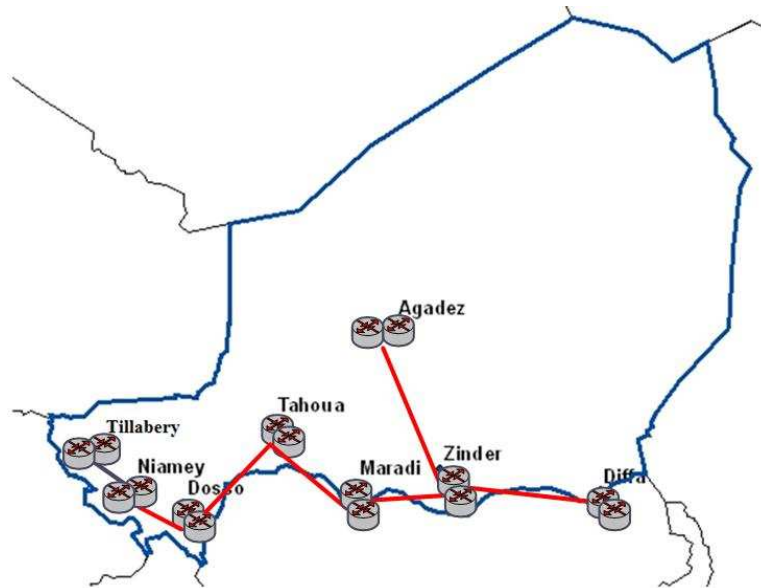 Agadez
Tahoua
Tillabery
Niamey
Maradi
Zinder
Dosso
Diffa